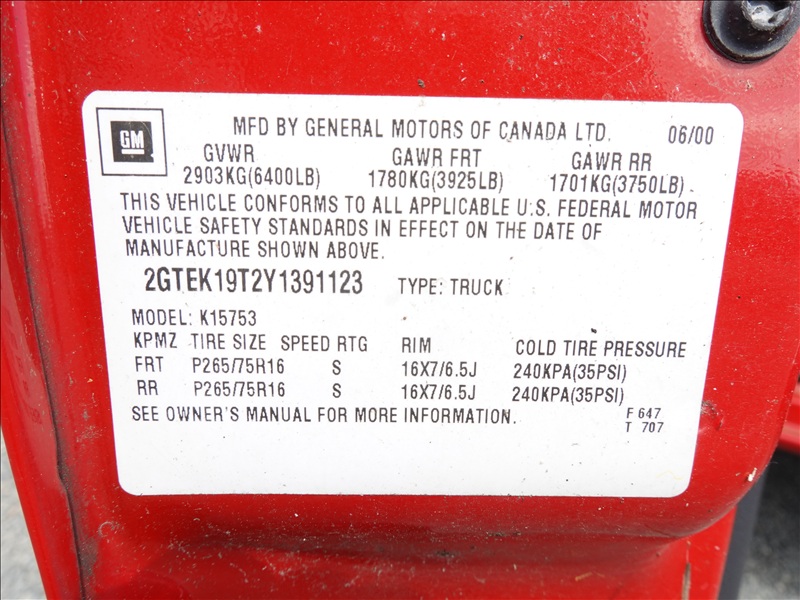 GM
MFD BY GENERAL MOTORS OF CANADA LTD. 06/00
GVWR GAWR FRT GAWR RR
2903KG(6400LB) 1780KG(3925LB) 1701KG(3750LB)
THIS VEHICLE CONFORMS TO ALL APPLICABLE U.S. FEDERAL MOTOR
VEHICLE SAFETY STANDARDS IN EFFECT ON THE DATE OF
MANUFACTURE SHOWN ABOVE.
2GTEK19T2Y1391123 TYPE: TRUCK
MODEL: K15753
KPMZ TIRE SIZE SPEED RTG RIM COLD TIRE PRESSURE
FRT P265/75R16 S 16X7/6.5J 240KPA(35PSI)
RR P265/75R16 S 16X7/6.5J 240KPA(35PSI)
SEE OWNER'S MANUAL FOR MORE INFORMATION. F 647
T 707